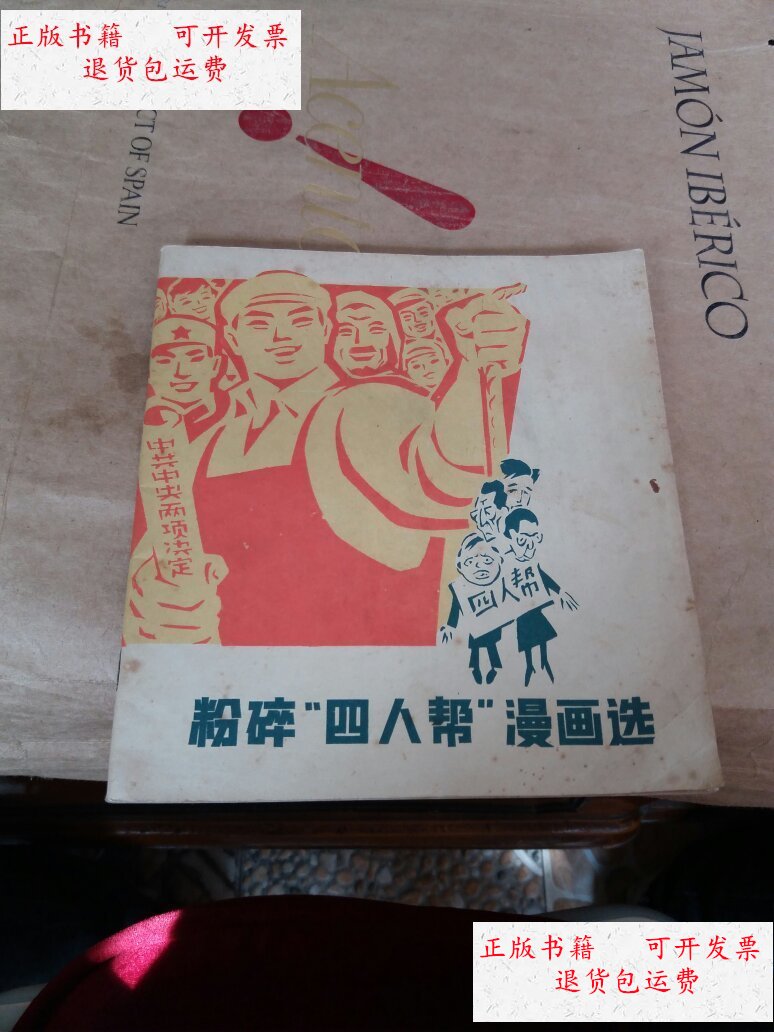 正版书籍 可开发票
退货包运费
Acento
JAMÓN IBÉRICO
CT OF SPAIN
中共中央两项决定
四人帮
粉碎“四人帮”漫画选
正版书籍 可开发票
退货包运费